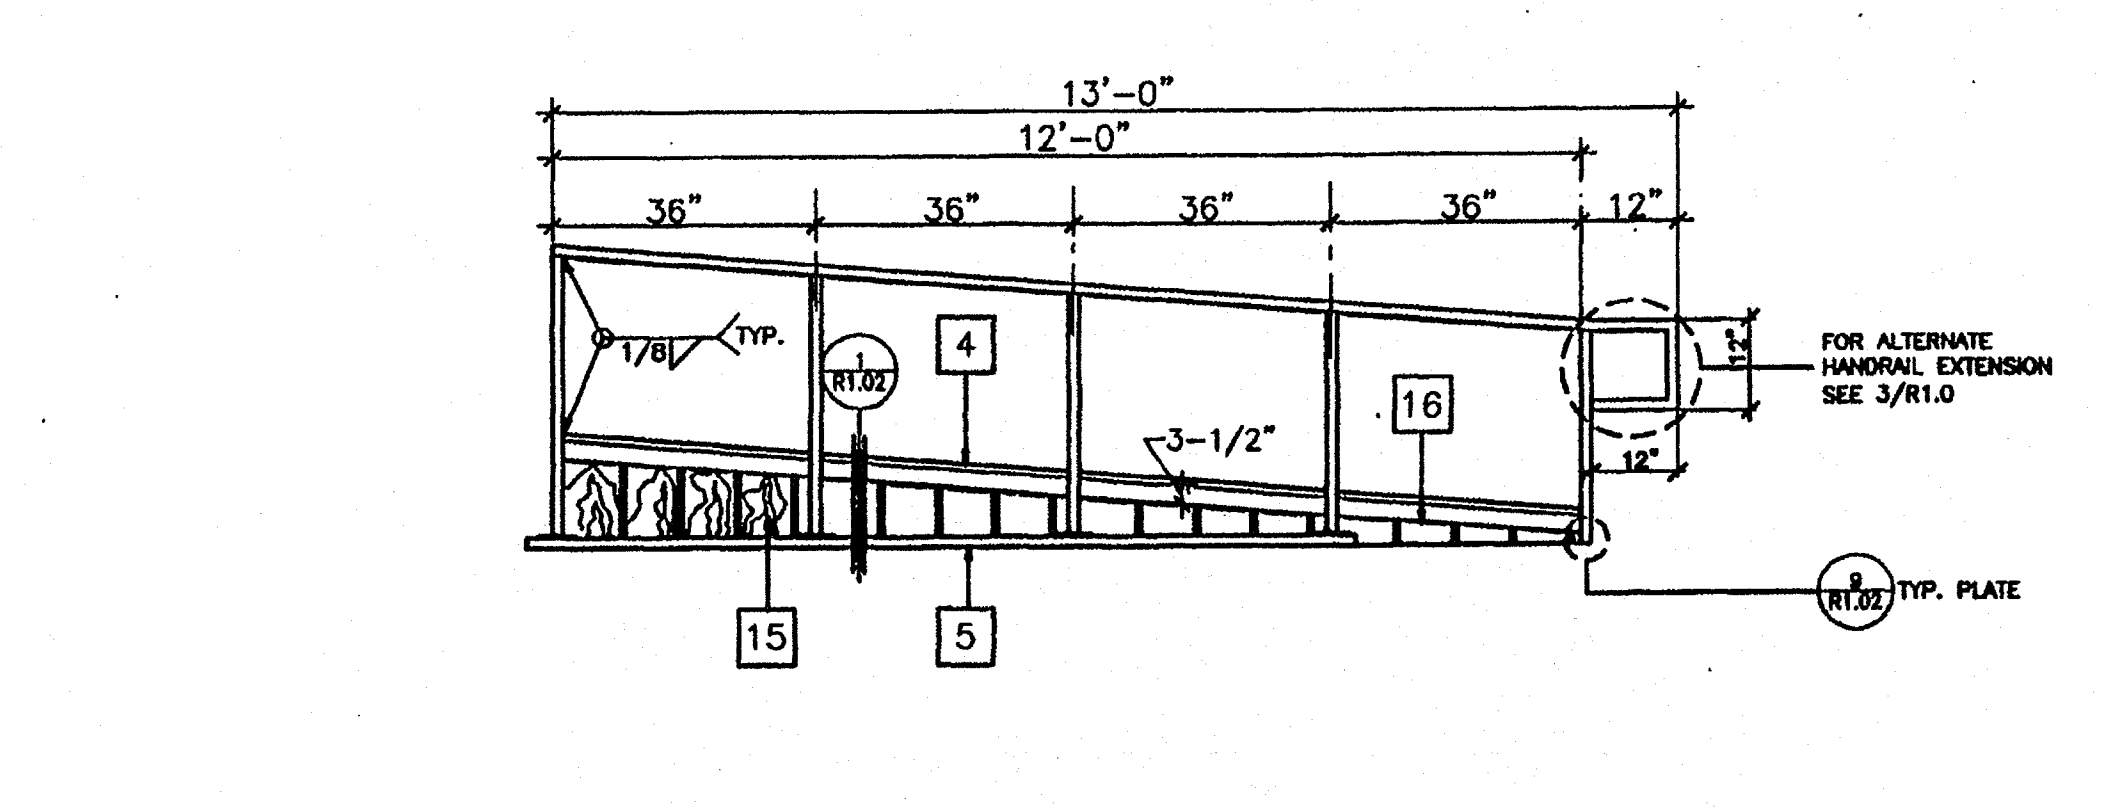 13'-0"
12'-0"
36" 36" 36" 36" 12"
1/8 TYP.
1
R1.02
4
16
12"
FOR ALTERNATE
HANDRAIL EXTENSION
SEE 3/R1.0
3-1/2"
12"
9
R1.02
TYP. PLATE
15
5